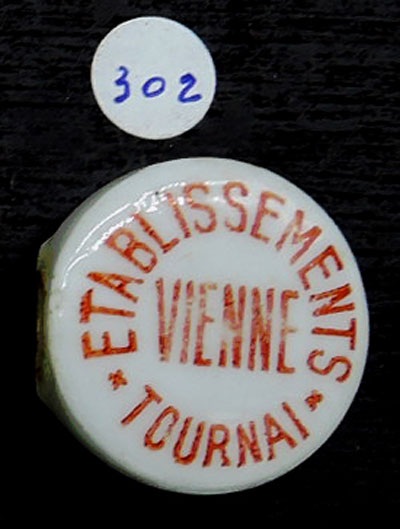 302
ETABLISSEMENTS
VIENNE
* TOURNAI *